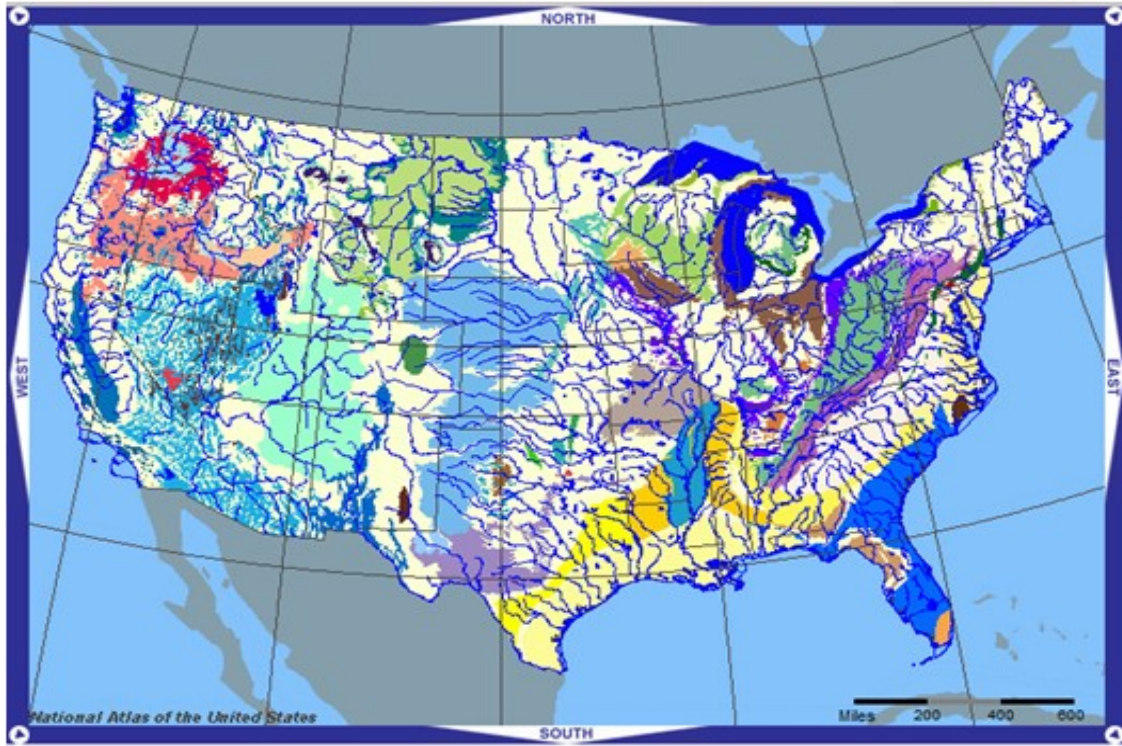 NORTH
WEST
EAST
National Atlas of the United States
Miles 200 400 600
SOUTH